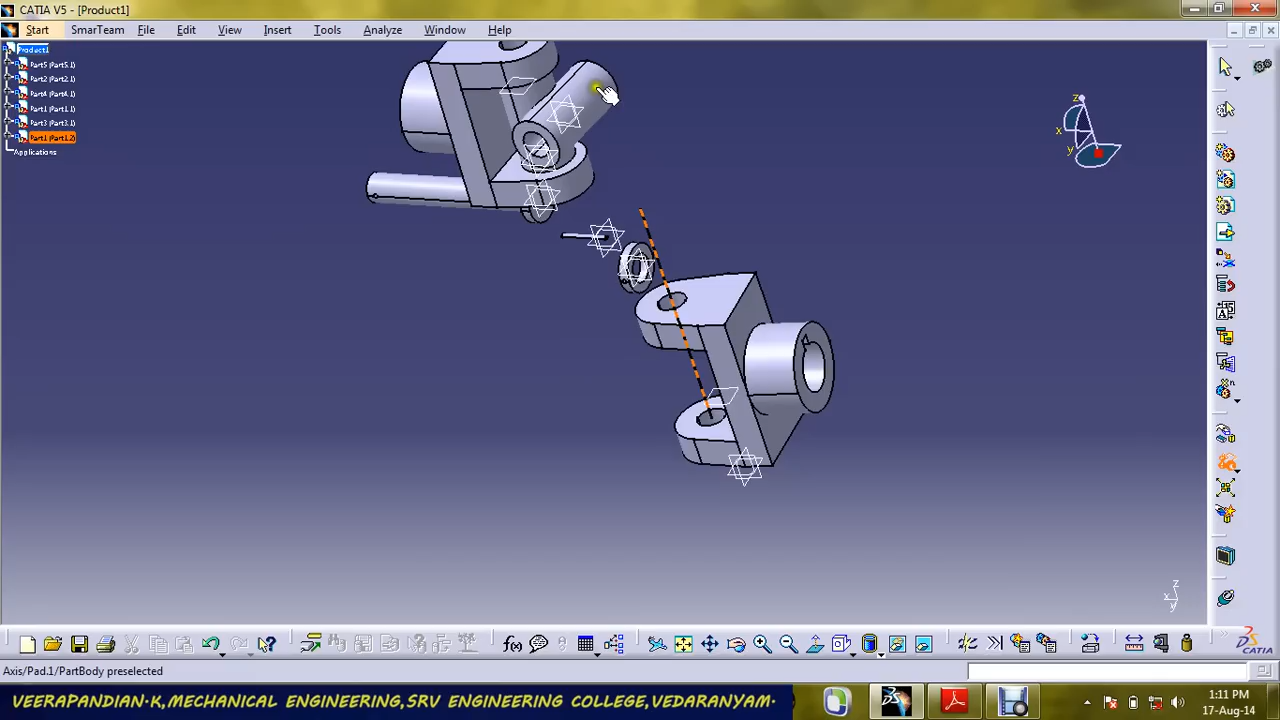 CATIA V5 - [Product1]
Start SmarTeam File Edit View Insert Tools Analyze Window Help
Product1
Part5 (Part5.1)
Part2 (Part2.1)
Part4 (Part4.1)
Part1 (Part1.1)
Part3 (Part3.1)
Part1 (Part1.2)
Applications
z
x
y
z
x
y
f(x)
CATIA
Axis/Pad.1/PartBody preselected
VEERAPANDIAN·K,MECHANICAL ENGINEERING,SRV ENGINEERING COLLEGE,VEDARANYAM·
1:11 PM
17-Aug-14